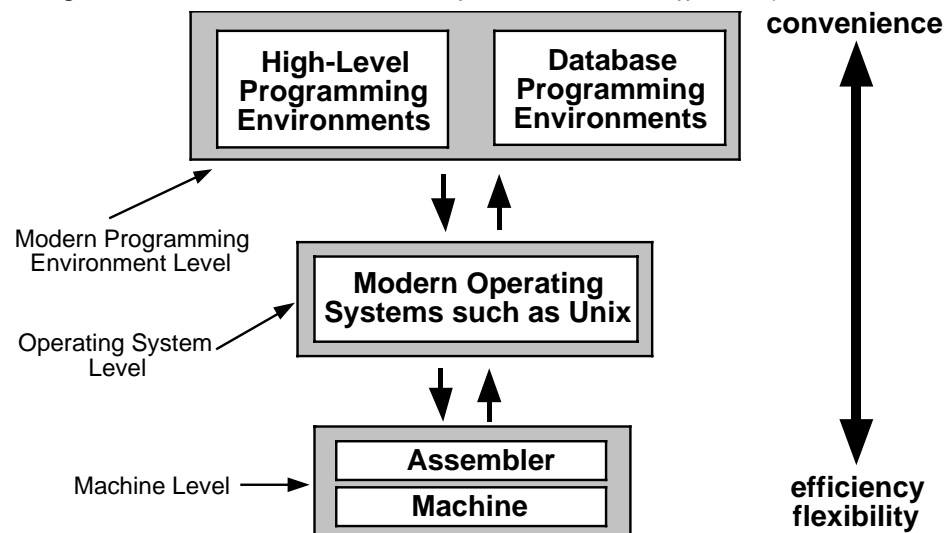 convenience
High-Level
Programming
Environments
Database
Programming
Environments
Modern Programming
Environment Level
Modern Operating
Systems such as Unix
Operating System
Level
Assembler
Machine Level
Machine
efficiency
flexibility